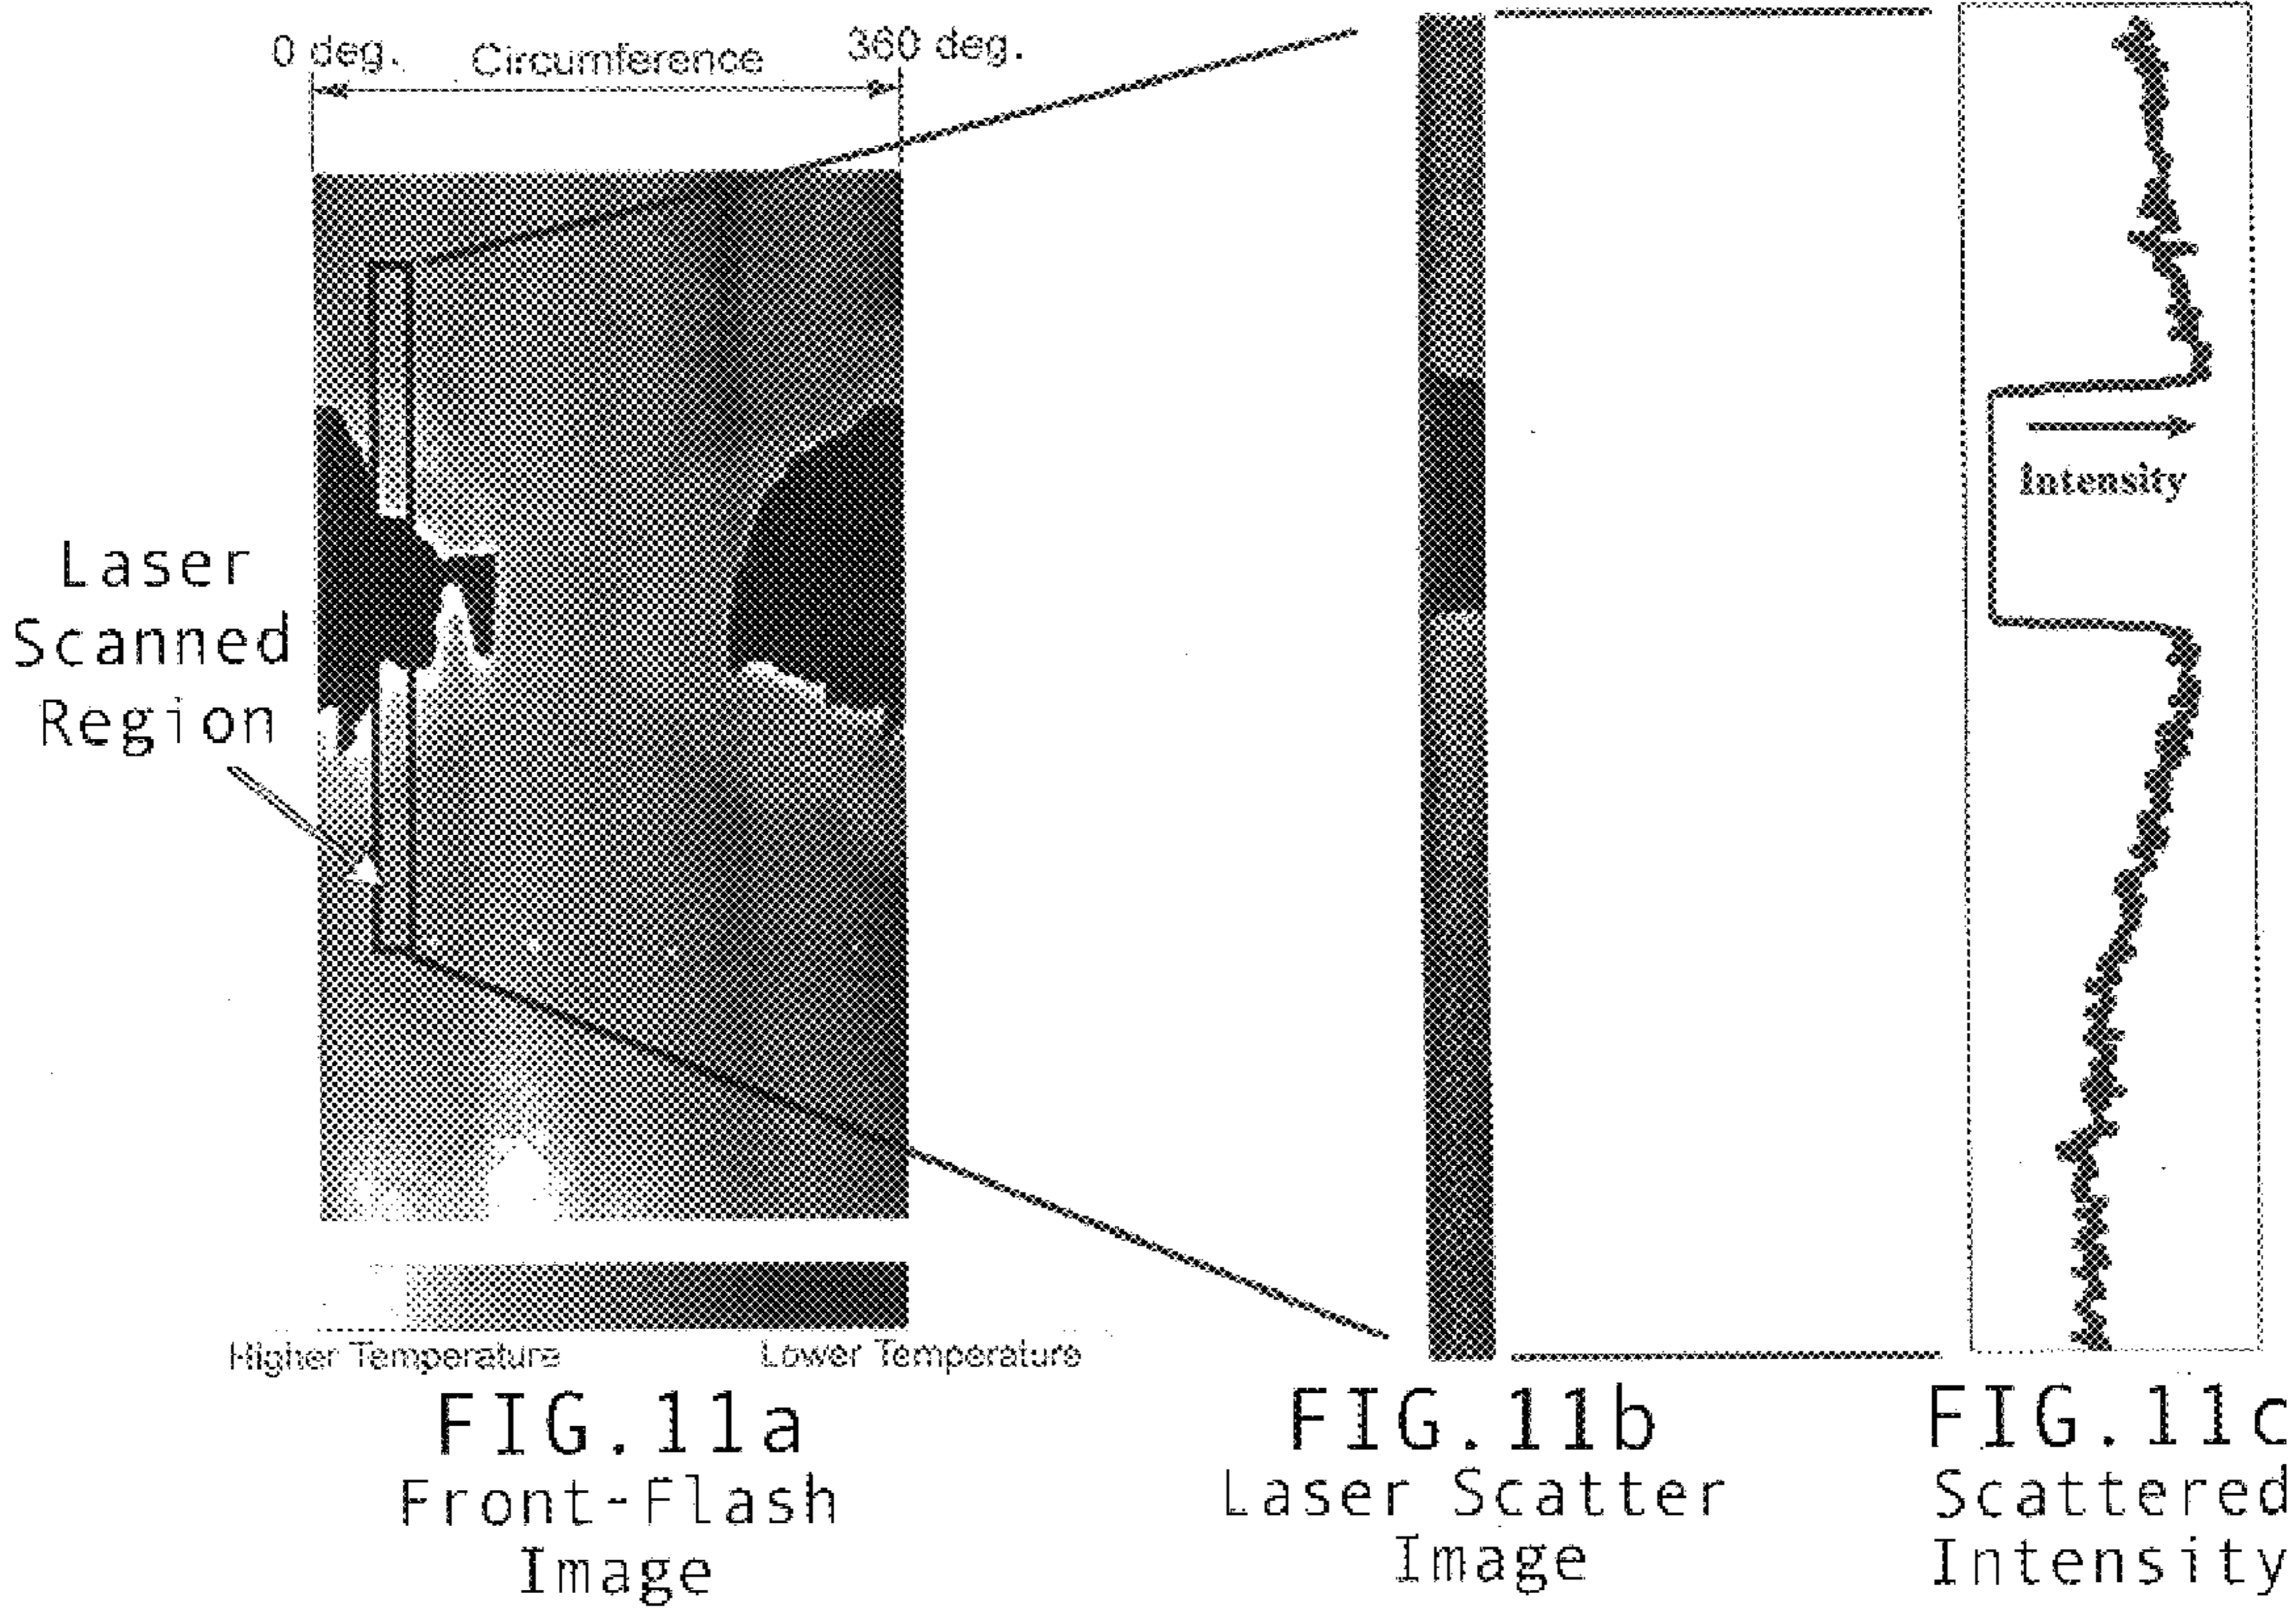 0 deg. Circumference 360 deg.
Laser
Scanned
Region
Intensity
Higher Temperature Lower Temperature
FIG.11a
Front-Flash
Image
FIG.11b
Laser Scatter
Image
FIG.11c
Scattered
Intensity